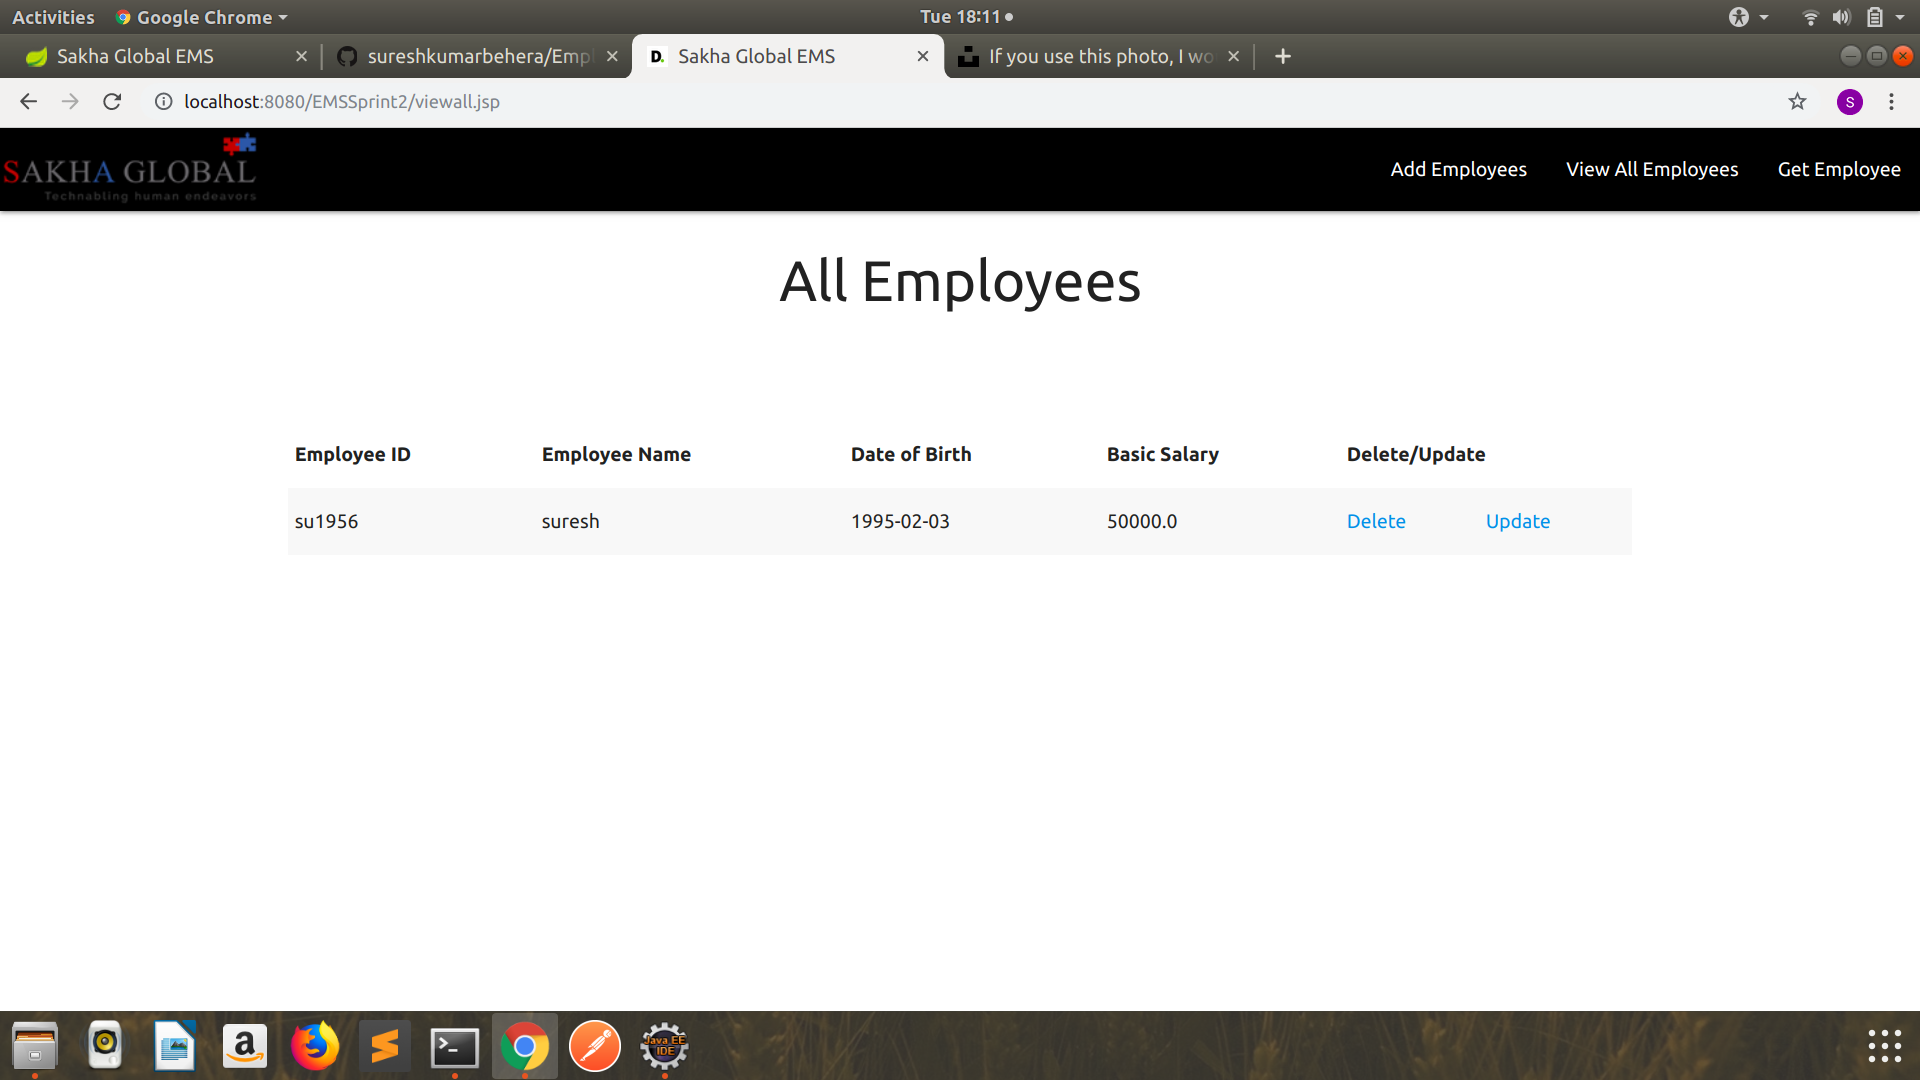 Activities Google Chrome Tue 18:11
Sakha Global EMS sureshkumarbehera/Empl D. Sakha Global EMS If you use this photo, I wo
localhost:8080/EMSSprint2/viewall.jsp S
SAKHA GLOBAL
Technabling human endeavors
Add Employees View All Employees Get Employee
All Employees
Employee ID Employee Name Date of Birth Basic Salary Delete/Update
su1956 suresh 1995-02-03 50000.0 Delete Update
a S >_ Java EE
IDE